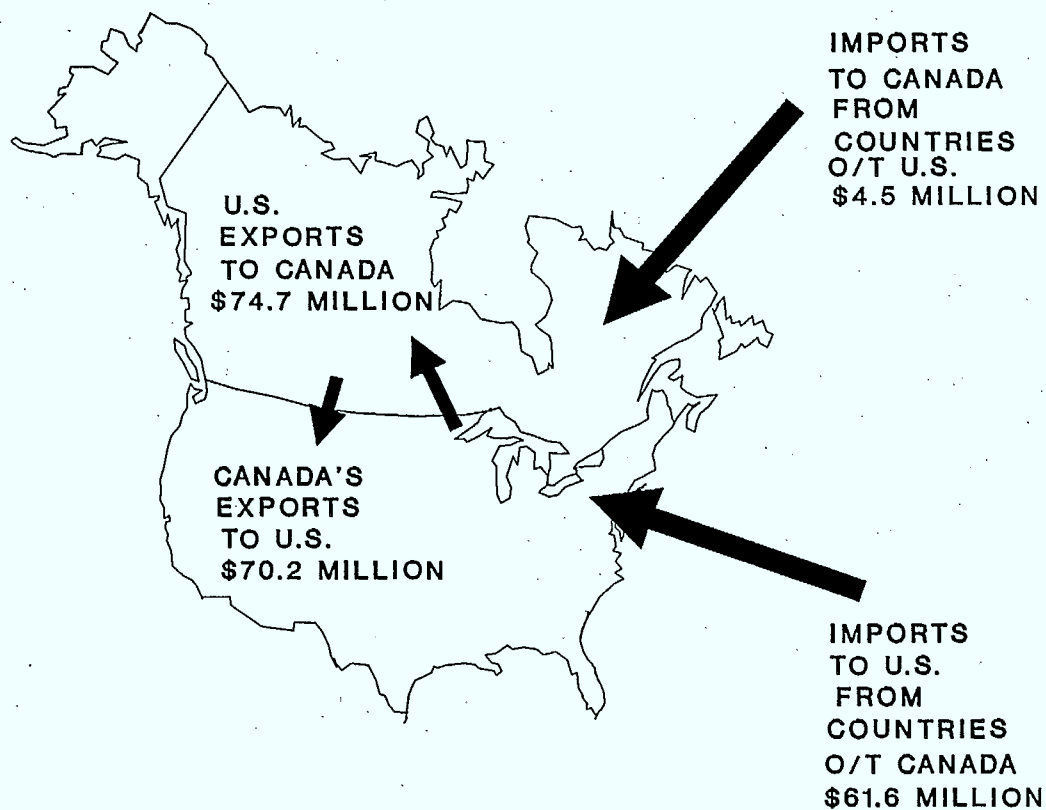 IMPORTS
TO CANADA
FROM
COUNTRIES
O/T U.S.
$4.5 MILLION
U.S.
EXPORTS
TO CANADA
$74.7 MILLION
CANADA'S
EXPORTS
TO U.S.
$70.2 MILLION
IMPORTS
TO U.S.
FROM
COUNTRIES
O/T CANADA
$61.6 MILLION